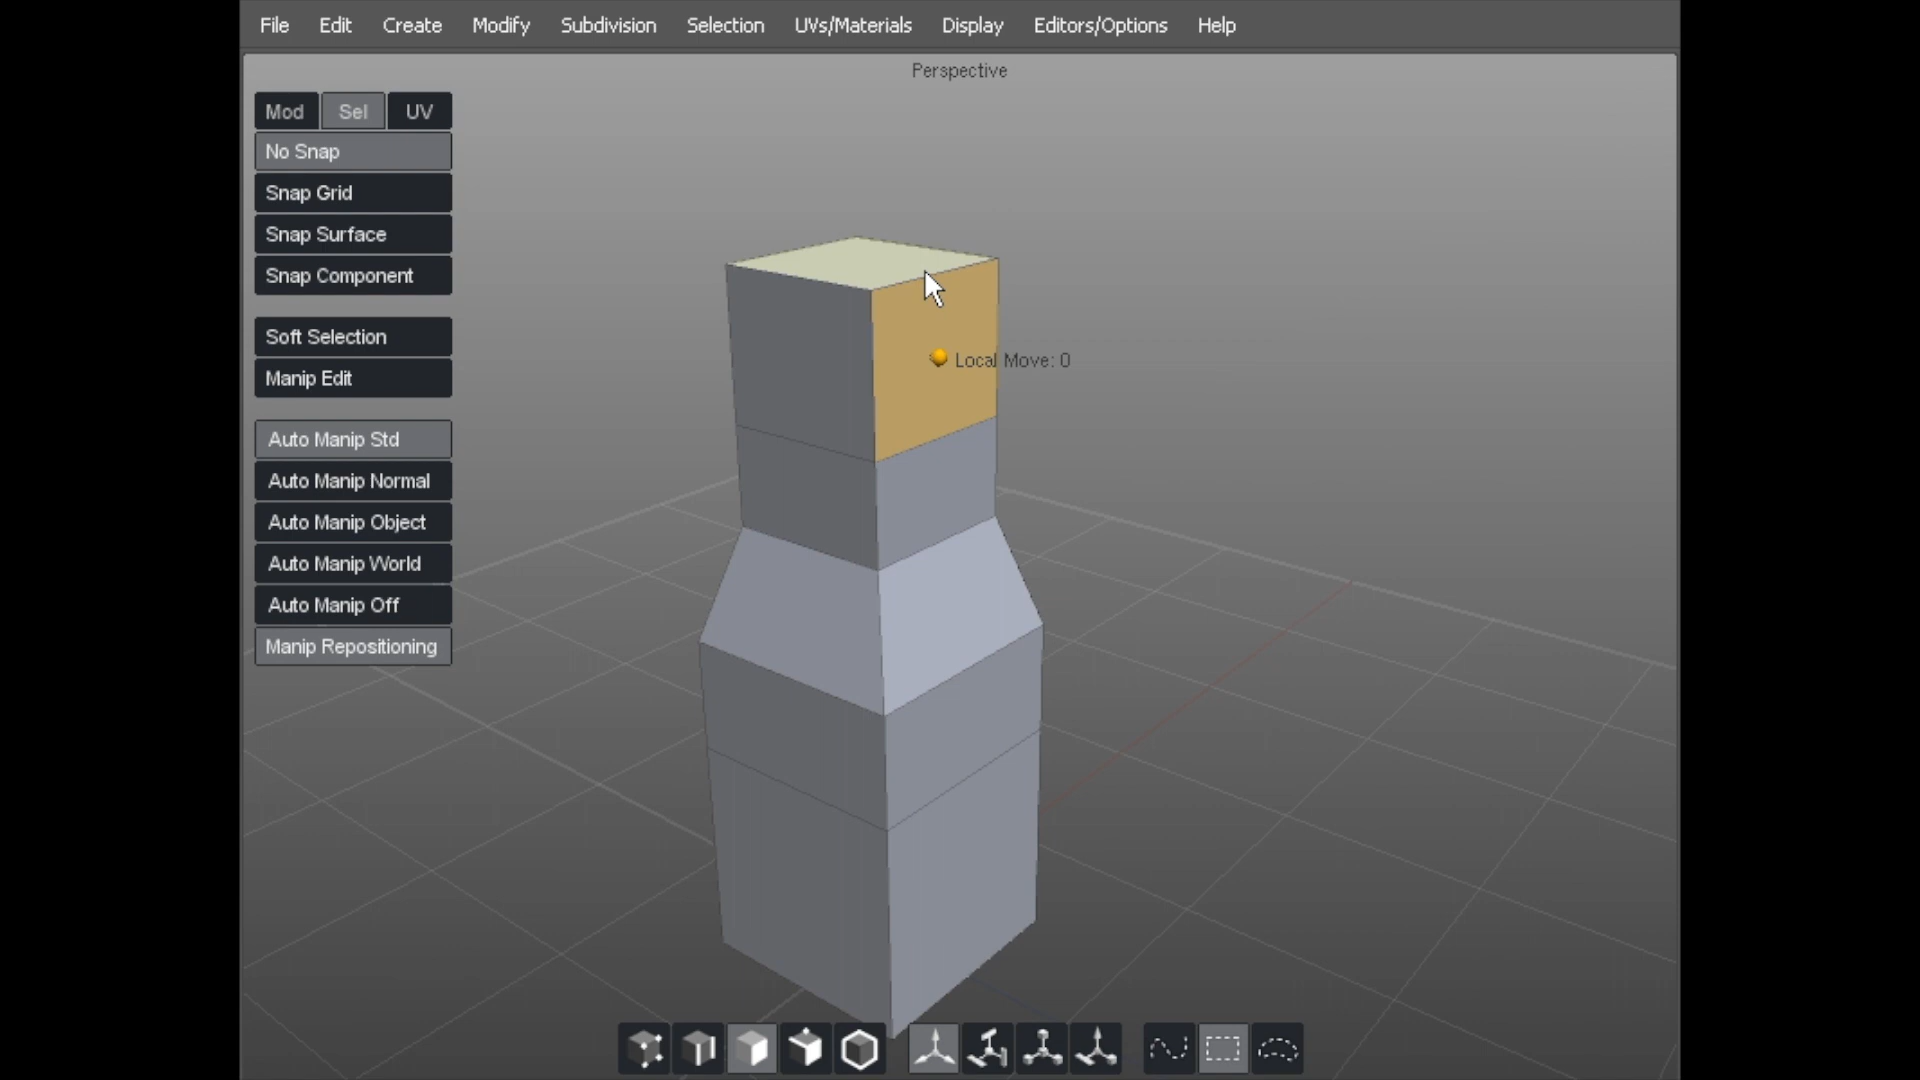 File Edit Create Modify Subdivision Selection UVs/Materials Display Editors/Options Help
Perspective
Mod Sel UV
No Snap
Snap Grid
Snap Surface
Snap Component
Soft Selection
Manip Edit
Local Move: 0
Auto Manip Std
Auto Manip Normal
Auto Manip Object
Auto Manip World
Auto Manip Off
Manip Repositioning